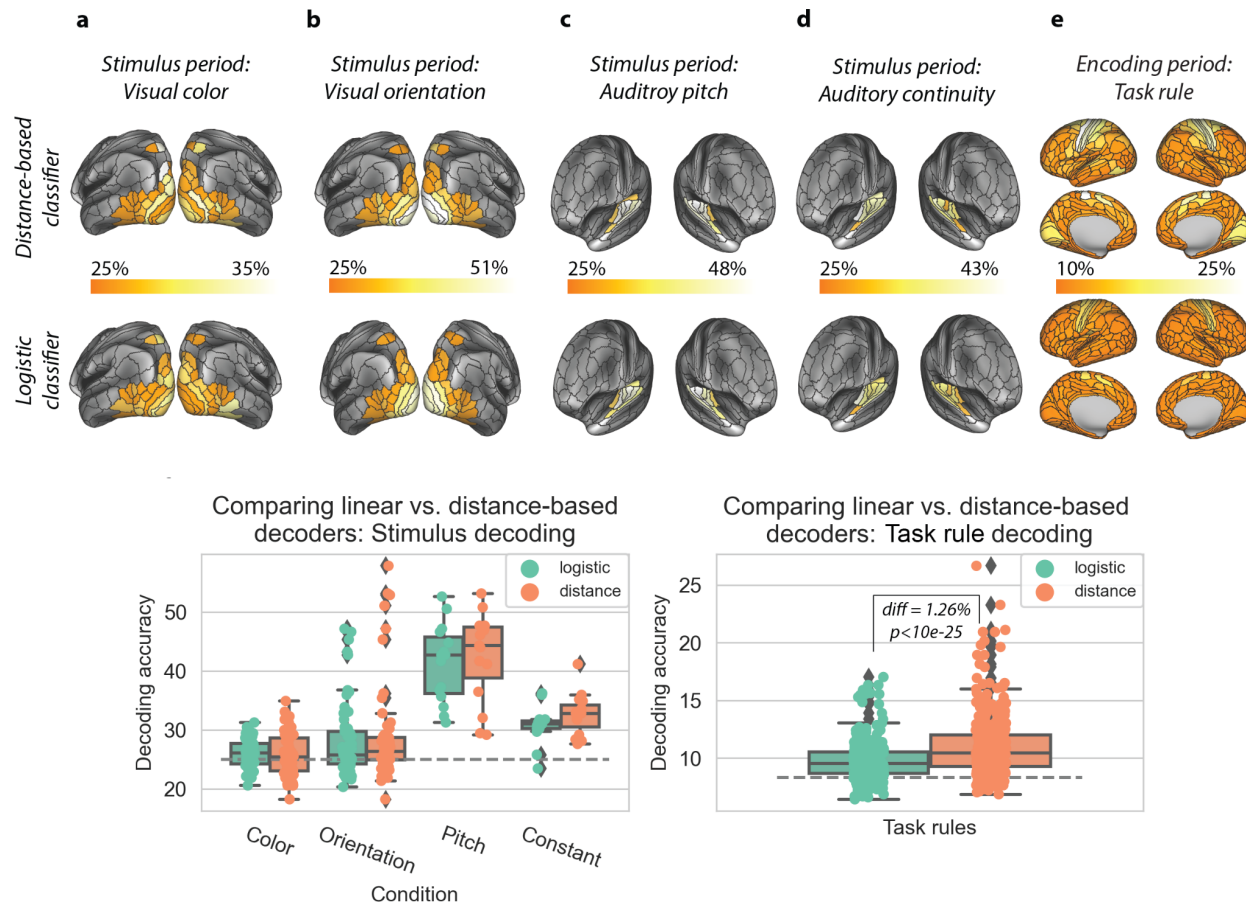 a
b
c
d
e
Stimulus period:
Visual color
Stimulus period:
Visual orientation
Stimulus period:
Auditroy pitch
Stimulus period:
Auditory continuity
Encoding period:
Task rule
Distance-based
classifier
25% 35%
25% 51%
25% 48%
25% 43%
10% 25%
Logistic
classifier
Comparing linear vs. distance-based
decoders: Stimulus decoding
logistic
distance
Decoding accuracy
50
40
30
20
Color
Orientation
Pitch
Constant
Condition
Comparing linear vs. distance-based
decoders: Task rule decoding
logistic
distance
diff = 1.26%
p<10e-25
Decoding accuracy
25
20
15
10
Task rules